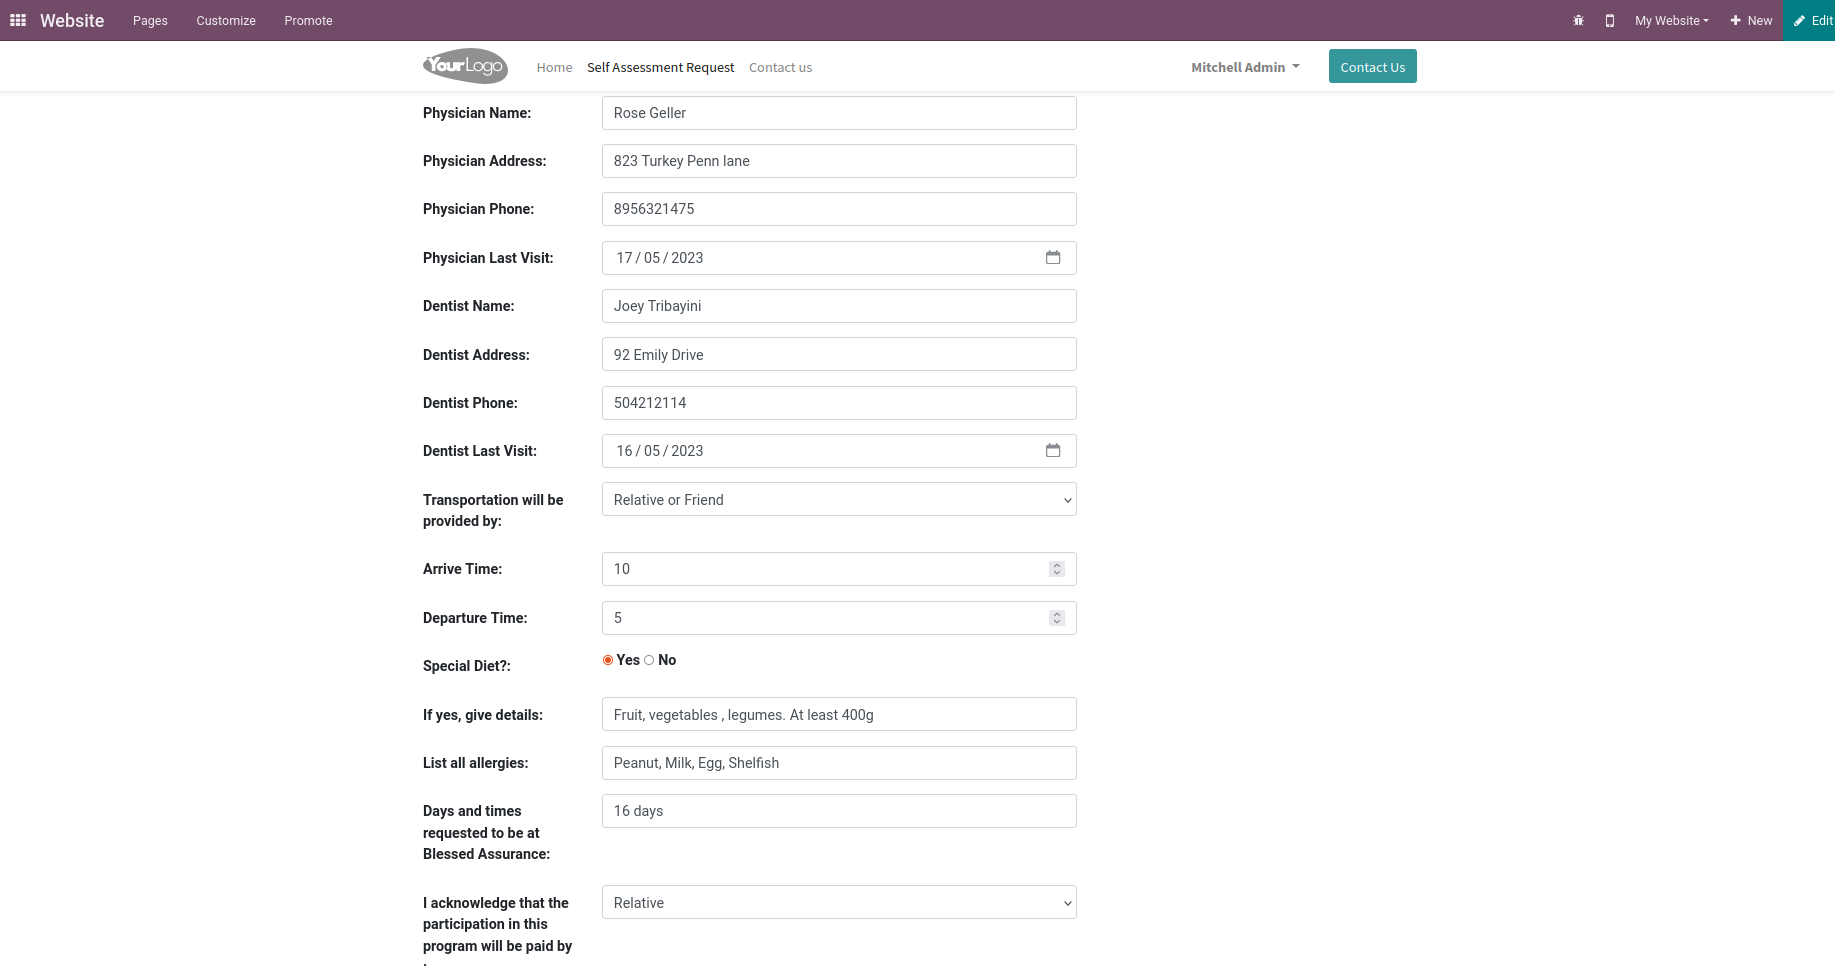 Website Pages Customize Promote My Website New Edit
YourLogo Home Self Assessment Request Contact us Mitchell Admin Contact Us
Physician Name: Rose Geller
Physician Address: 823 Turkey Penn lane
Physician Phone: 8956321475
Physician Last Visit: 17 / 05 / 2023
Dentist Name: Joey Tribayini
Dentist Address: 92 Emily Drive
Dentist Phone: 504212114
Dentist Last Visit: 16 / 05 / 2023
Transportation will be Relative or Friend
provided by:
Arrive Time: 10
Departure Time: 5
Special Diet?: Yes No
If yes, give details: Fruit, vegetables , legumes. At least 400g
List all allergies: Peanut, Milk, Egg, Shelfish
Days and times 16 days
requested to be at
Blessed Assurance:
I acknowledge that the Relative
participation in this
program will be paid by